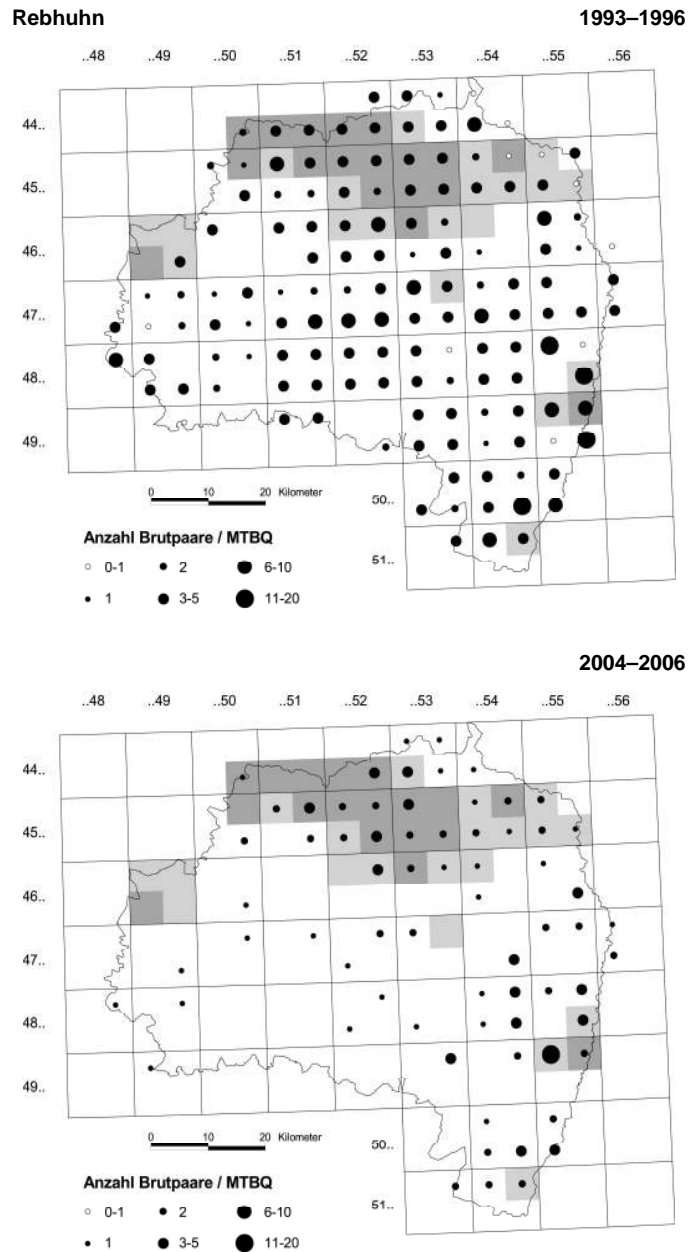 Rebhuhn 1993–1996
..48 ..49 ..50 ..51 ..52 ..53 ..54 ..55 ..56
44..
45..
46..
47..
48..
49..
50..
51..
0 10 20 Kilometer
Anzahl Brutpaare / MTBQ
0-1 2 6-10
1 3-5 11-20
2004–2006
..48 ..49 ..50 ..51 ..52 ..53 ..54 ..55 ..56
44..
45..
46..
47..
48..
49..
50..
51..
0 10 20 Kilometer
Anzahl Brutpaare / MTBQ
0-1 2 6-10
1 3-5 11-20